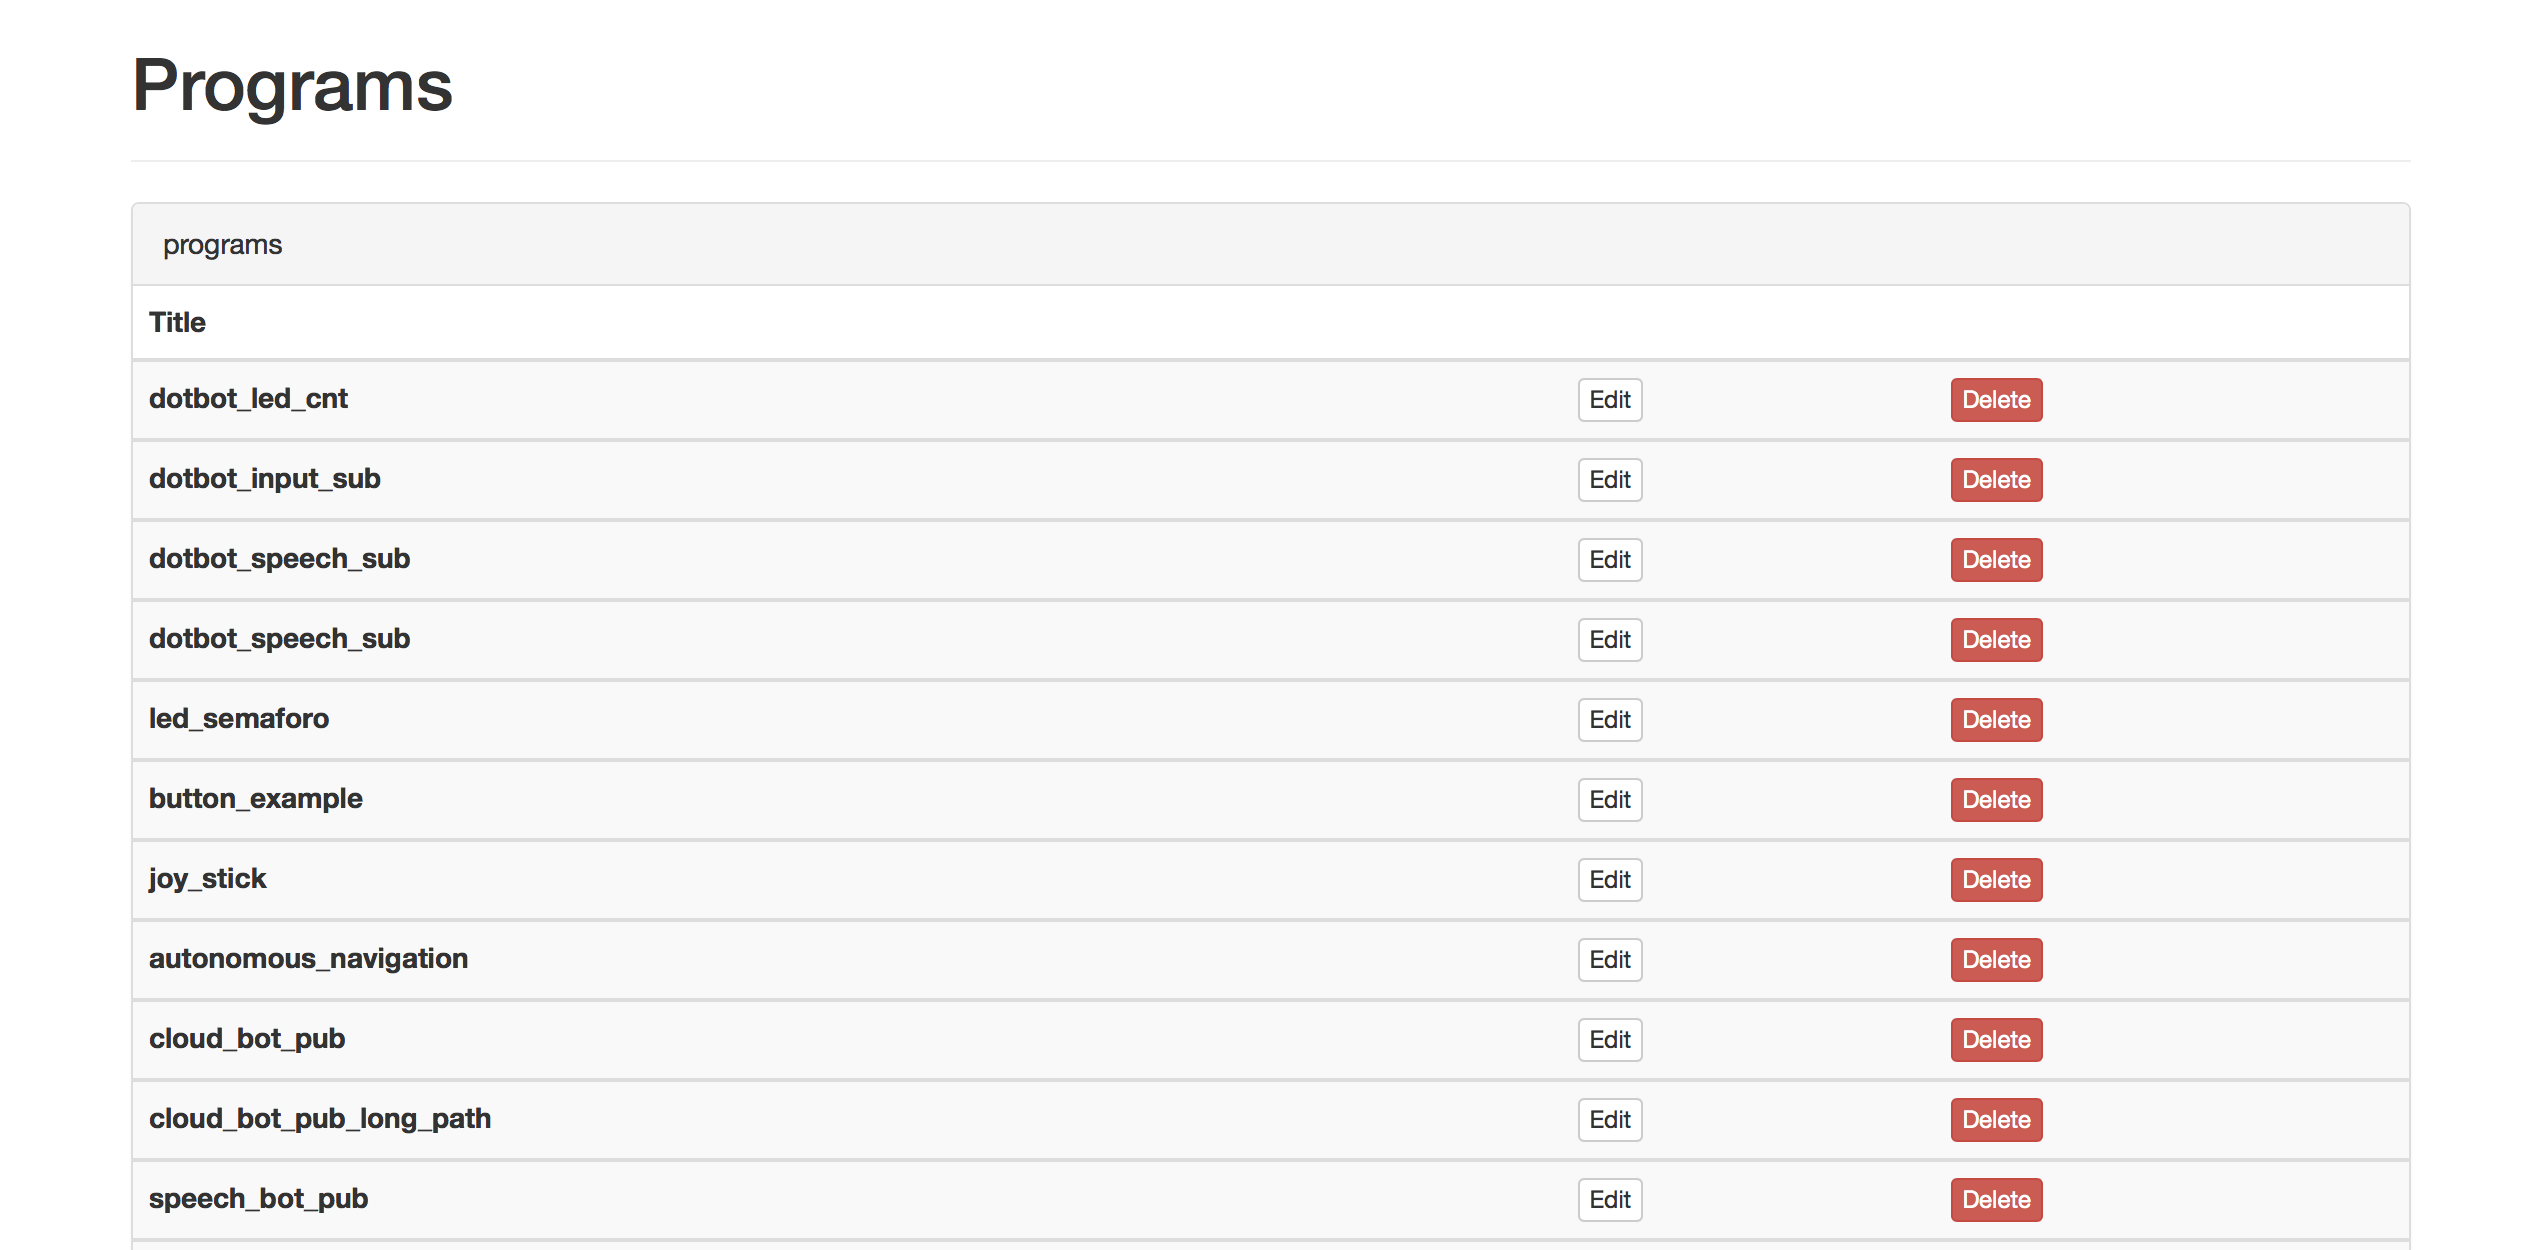 Programs
programs
Title
dotbot_led_cnt Edit Delete
dotbot_input_sub Edit Delete
dotbot_speech_sub Edit Delete
dotbot_speech_sub Edit Delete
led_semaforo Edit Delete
button_example Edit Delete
joy_stick Edit Delete
autonomous_navigation Edit Delete
cloud_bot_pub Edit Delete
cloud_bot_pub_long_path Edit Delete
speech_bot_pub Edit Delete